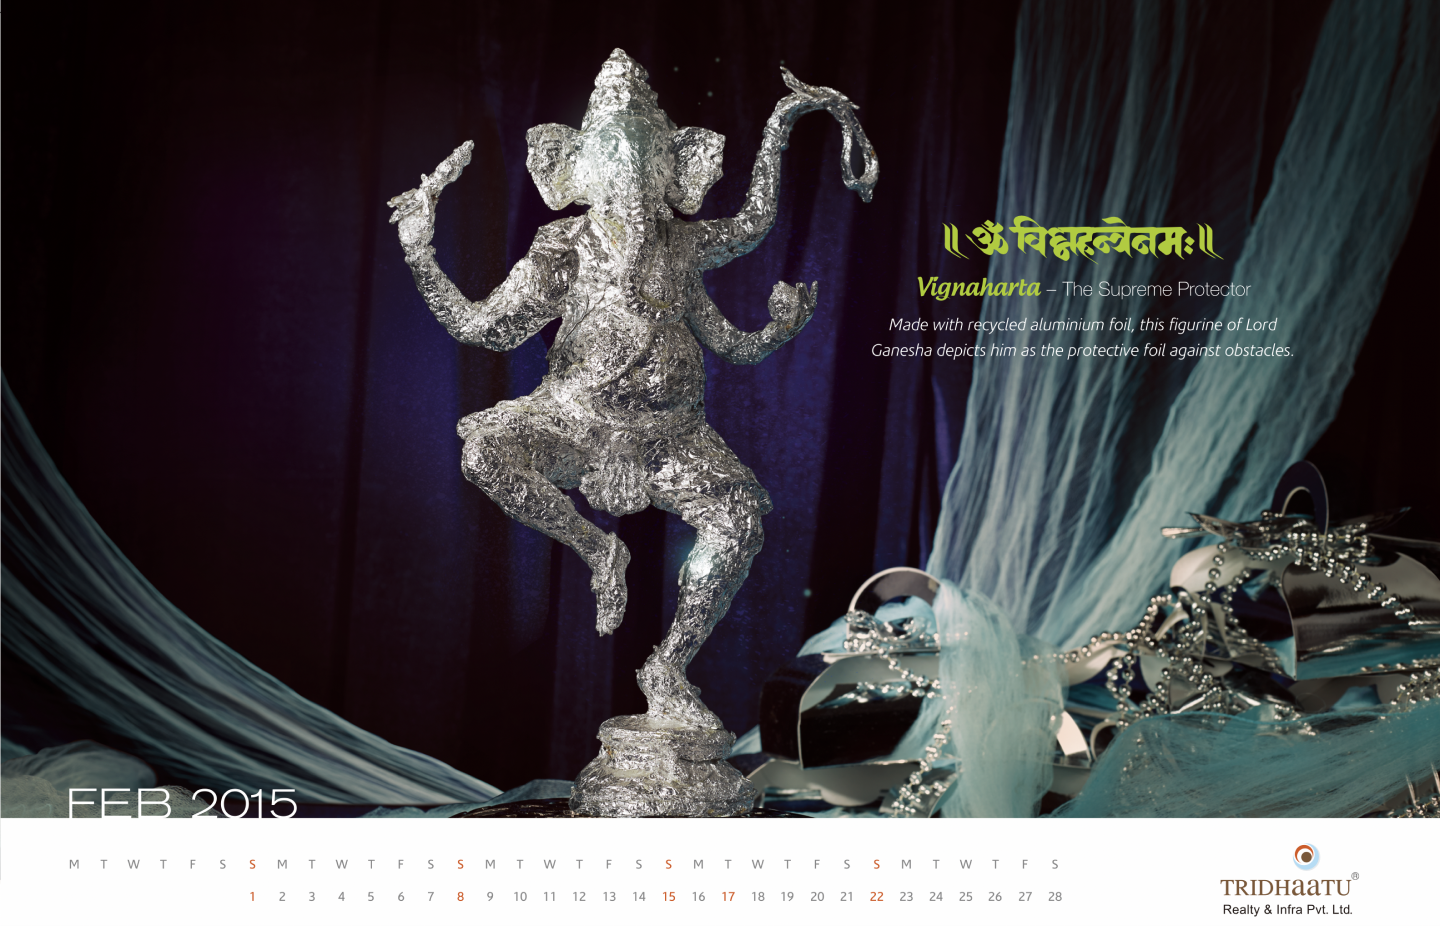 ॥ ॐ विघ्नहन्त्रे नमः ॥
Vignaharta – The Supreme Protector
Made with recycled aluminium foil, this figurine of Lord
Ganesha depicts him as the protective foil against obstacles.
FEB 2015
M T W T F S S M T W T F S S M T W T F S S M T W T F S S M T W T F S
1 2 3 4 5 6 7 8 9 10 11 12 13 14 15 16 17 18 19 20 21 22 23 24 25 26 27 28
TRIDHAATU®
Realty & Infra Pvt. Ltd.